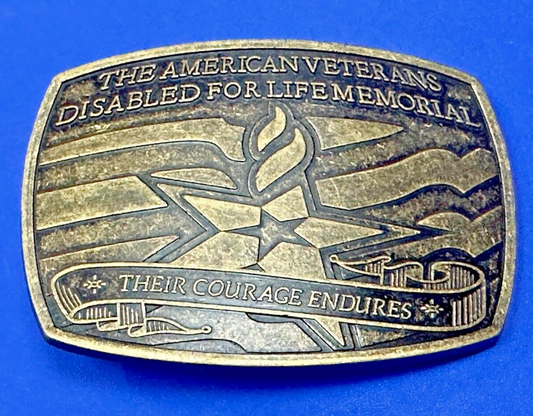 THE AMERICAN VETERANS
DISABLED FOR LIFE MEMORIAL
THEIR COURAGE ENDURES